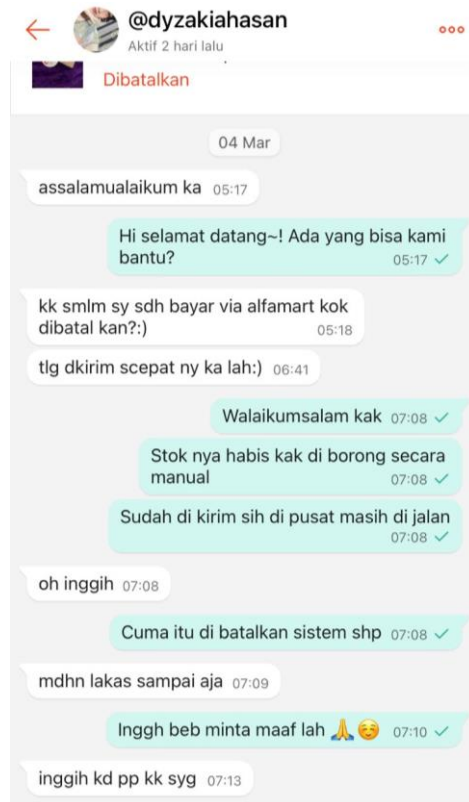 @dyzakiahasan
Aktif 2 hari lalu
Dibatalkan
04 Mar
assalamualaikum ka 05:17
Hi selamat datang~! Ada yang bisa kami
bantu? 05:17
kk smlm sy sdh bayar via alfamart kok
dibatal kan?:) 05:18
tlg dkirim scepat ny ka lah:) 06:41
Walaikumsalam kak 07:08
Stok nya habis kak di borong secara
manual 07:08
Sudah di kirim sih di pusat masih di jalan
07:08
oh inggih 07:08
Cuma itu di batalkan sistem shp 07:08
mdhn lakas sampai aja 07:09
Inggh beb minta maaf lah 🙏☺️ 07:10
inggih kd pp kk syg 07:13